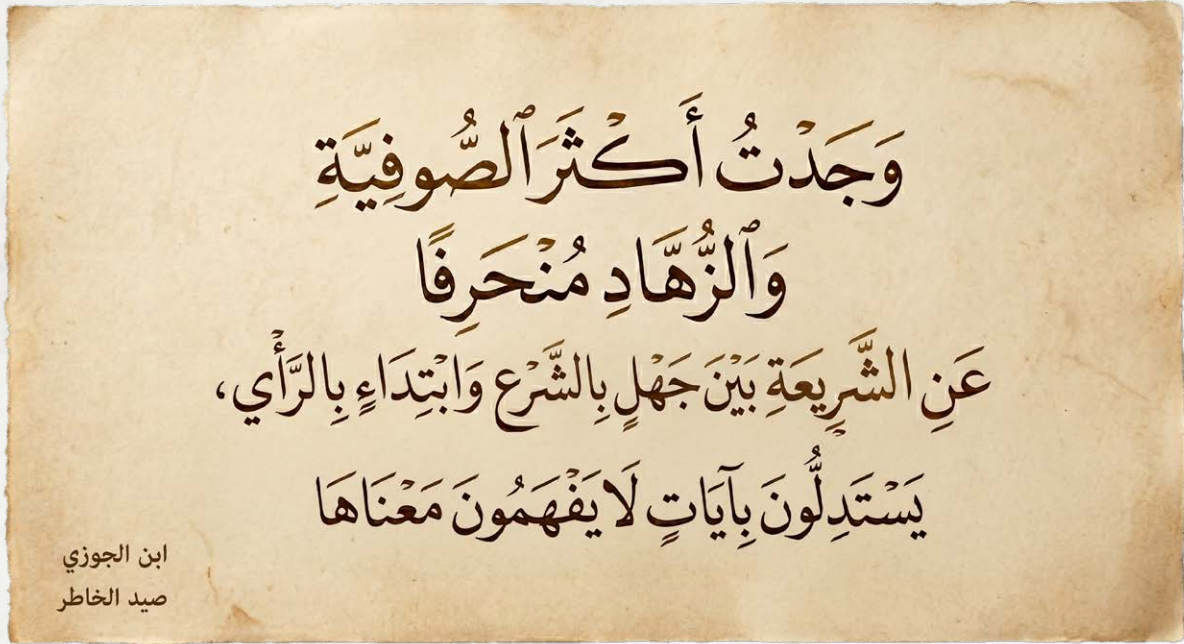 وَجَدْتُ أَكْثَرَ ٱلصُّوفِيَّةِ
وَٱلزُّهَّادِ مُنْحَرِفًا
عَنِ الشَّرِيعَةِ بَيْنَ جَهْلٍ بِالشَّرْعِ وَابْتِدَاءٍ بِالرَّأْيِ،
يَسْتَدِلُّونَ بِآيَاتٍ لَا يَفْهَمُونَ مَعْنَاهَا
ابن الجوزي
صيد الخاطر